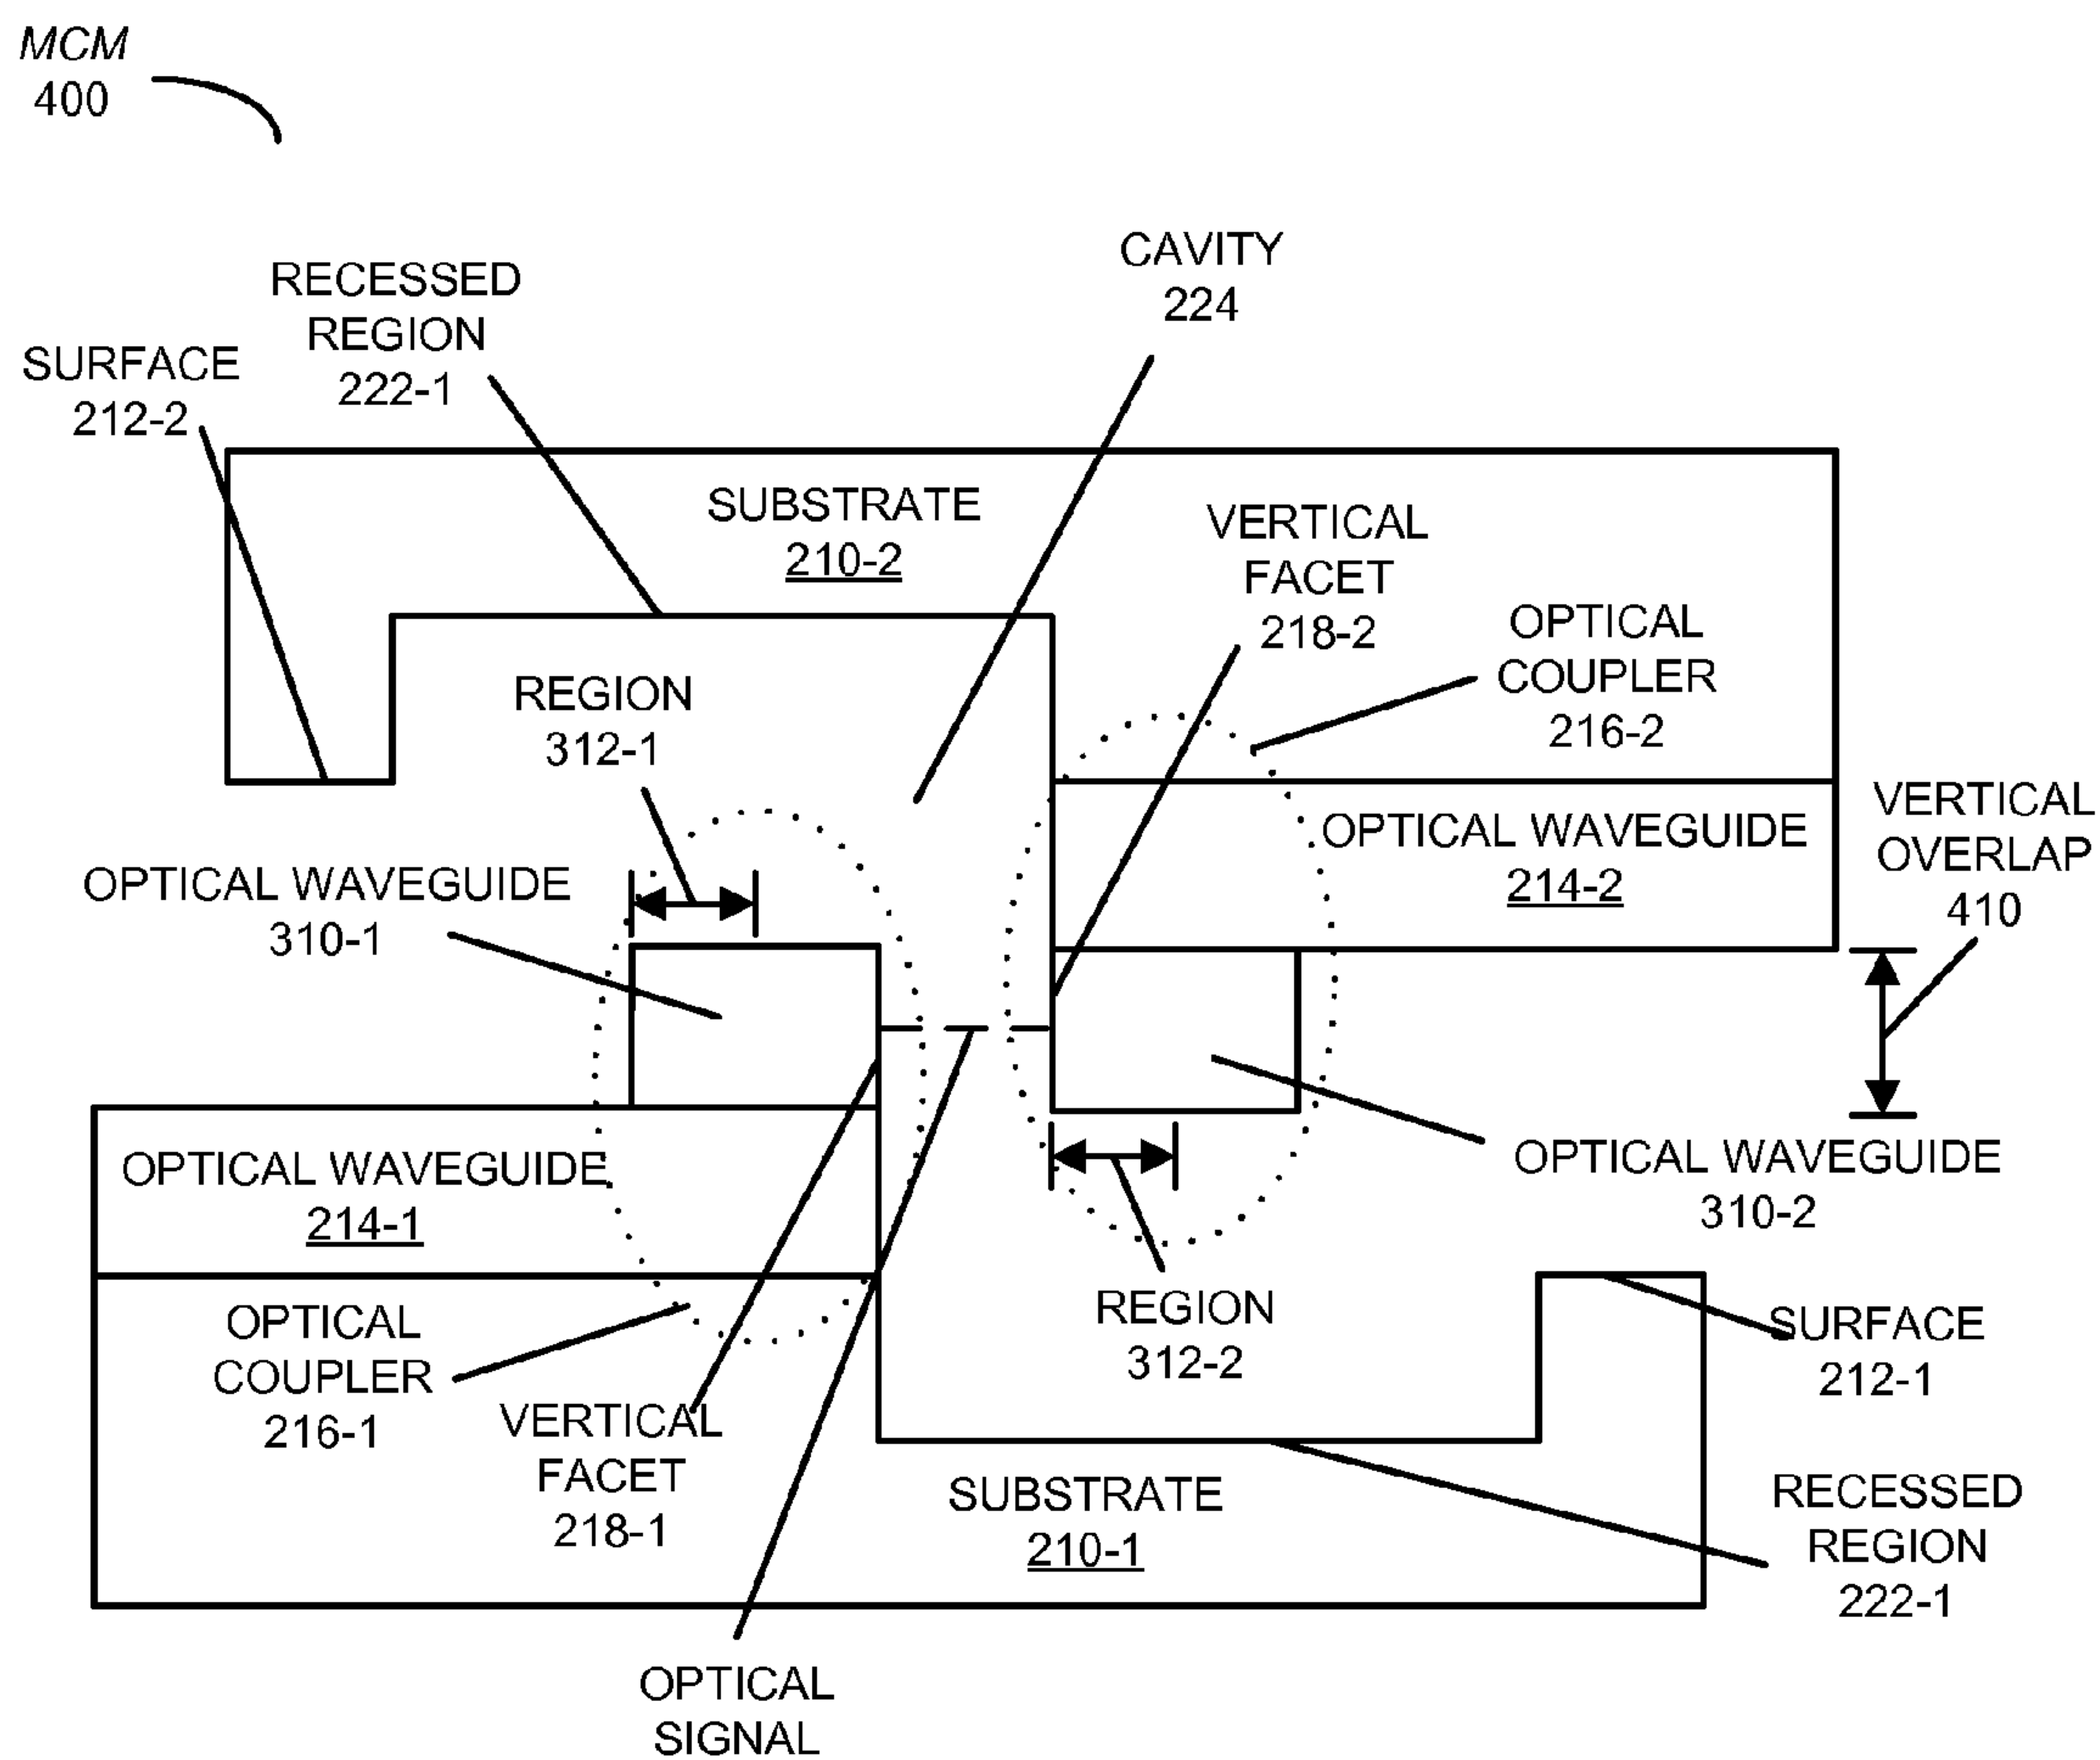 MCM
400
CAVITY
224
RECESSED
REGION
222-1
SURFACE
212-2
SUBSTRATE
210-2
VERTICAL
FACET
218-2
OPTICAL
COUPLER
216-2
REGION
312-1
VERTICAL
OVERLAP
410
OPTICAL WAVEGUIDE
214-2
OPTICAL WAVEGUIDE
310-1
OPTICAL WAVEGUIDE
214-1
OPTICAL WAVEGUIDE
310-2
REGION
312-2
OPTICAL
COUPLER
216-1
SURFACE
212-1
VERTICAL
FACET
218-1
SUBSTRATE
210-1
RECESSED
REGION
222-1
OPTICAL
SIGNAL